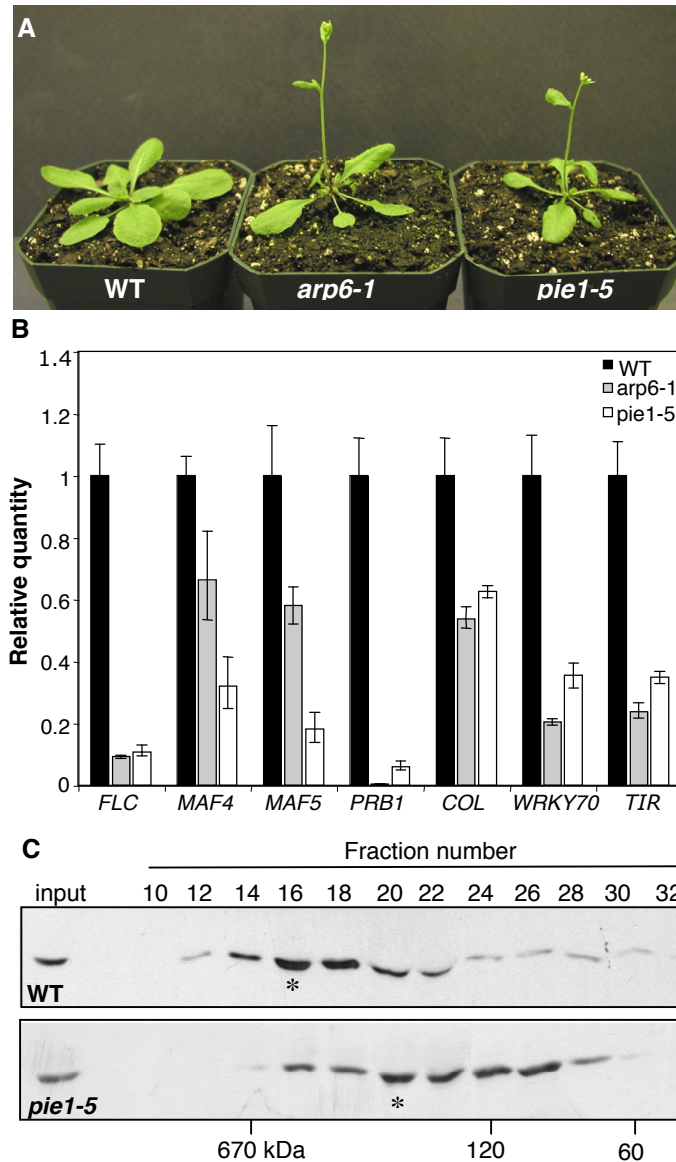 A
WT
arp6-1
pie1-5
B
1.4
1.2
1
0.8
0.6
0.4
0.2
0
Relative quantity
WT
arp6-1
pie1-5
FLC MAF4 MAF5 PRB1 COL WRKY70 TIR
C
Fraction number
input 10 12 14 16 18 20 22 24 26 28 30 32
*
WT
*
pie1-5
670 kDa 120 60